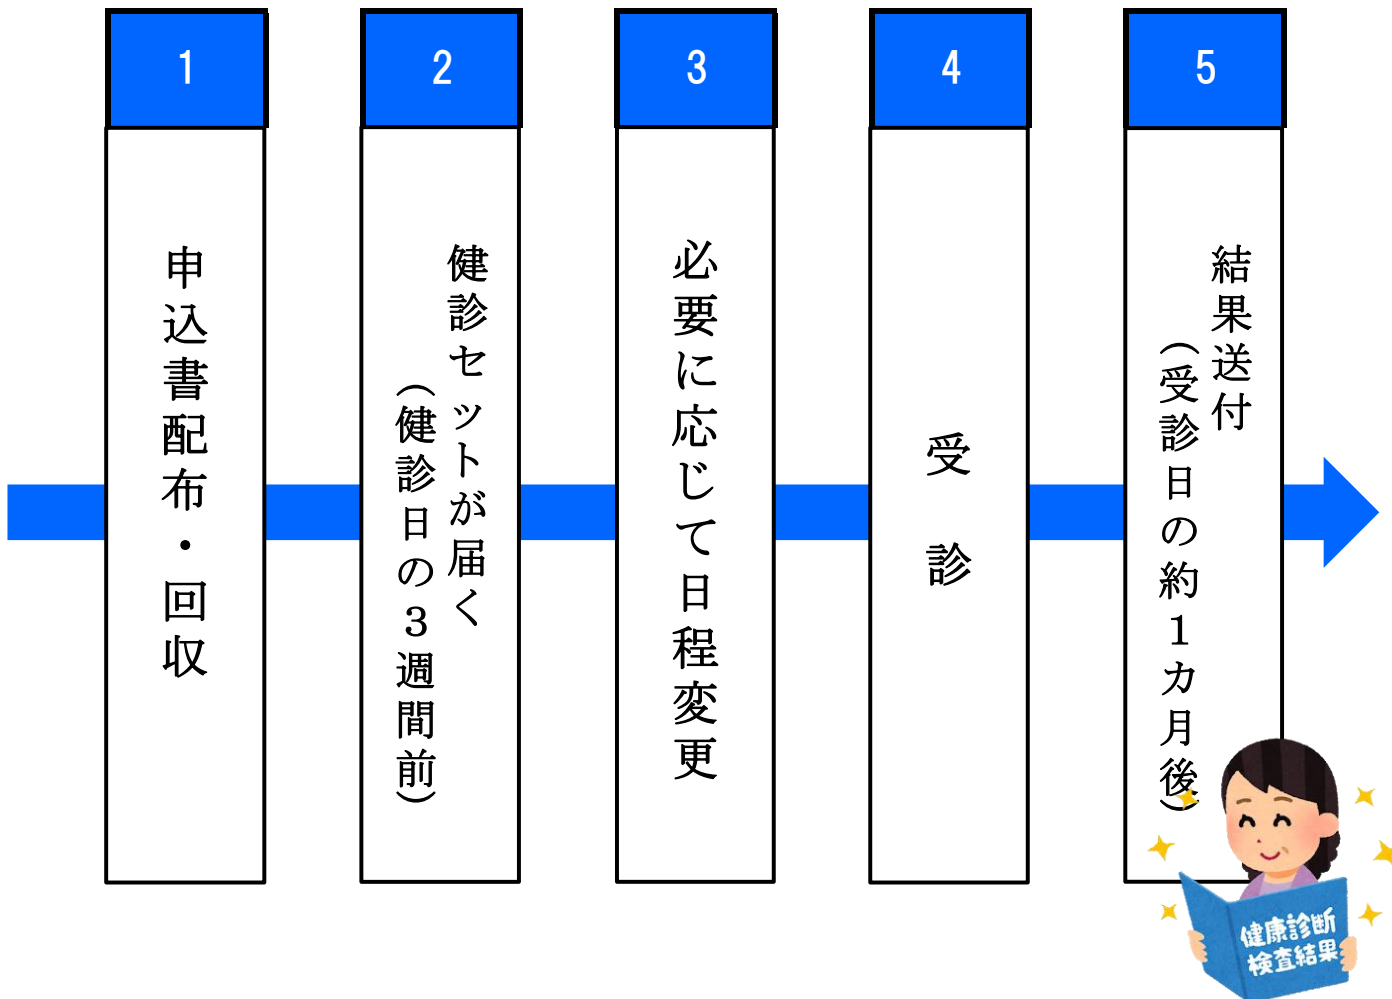 1
申込書配布・回収
2
健診セットが届く
（健診日の３週間前）
3
必要に応じて日程変更
4
受診
5
結果送付
（受診日の約１カ月後）
健康診断
検査結果